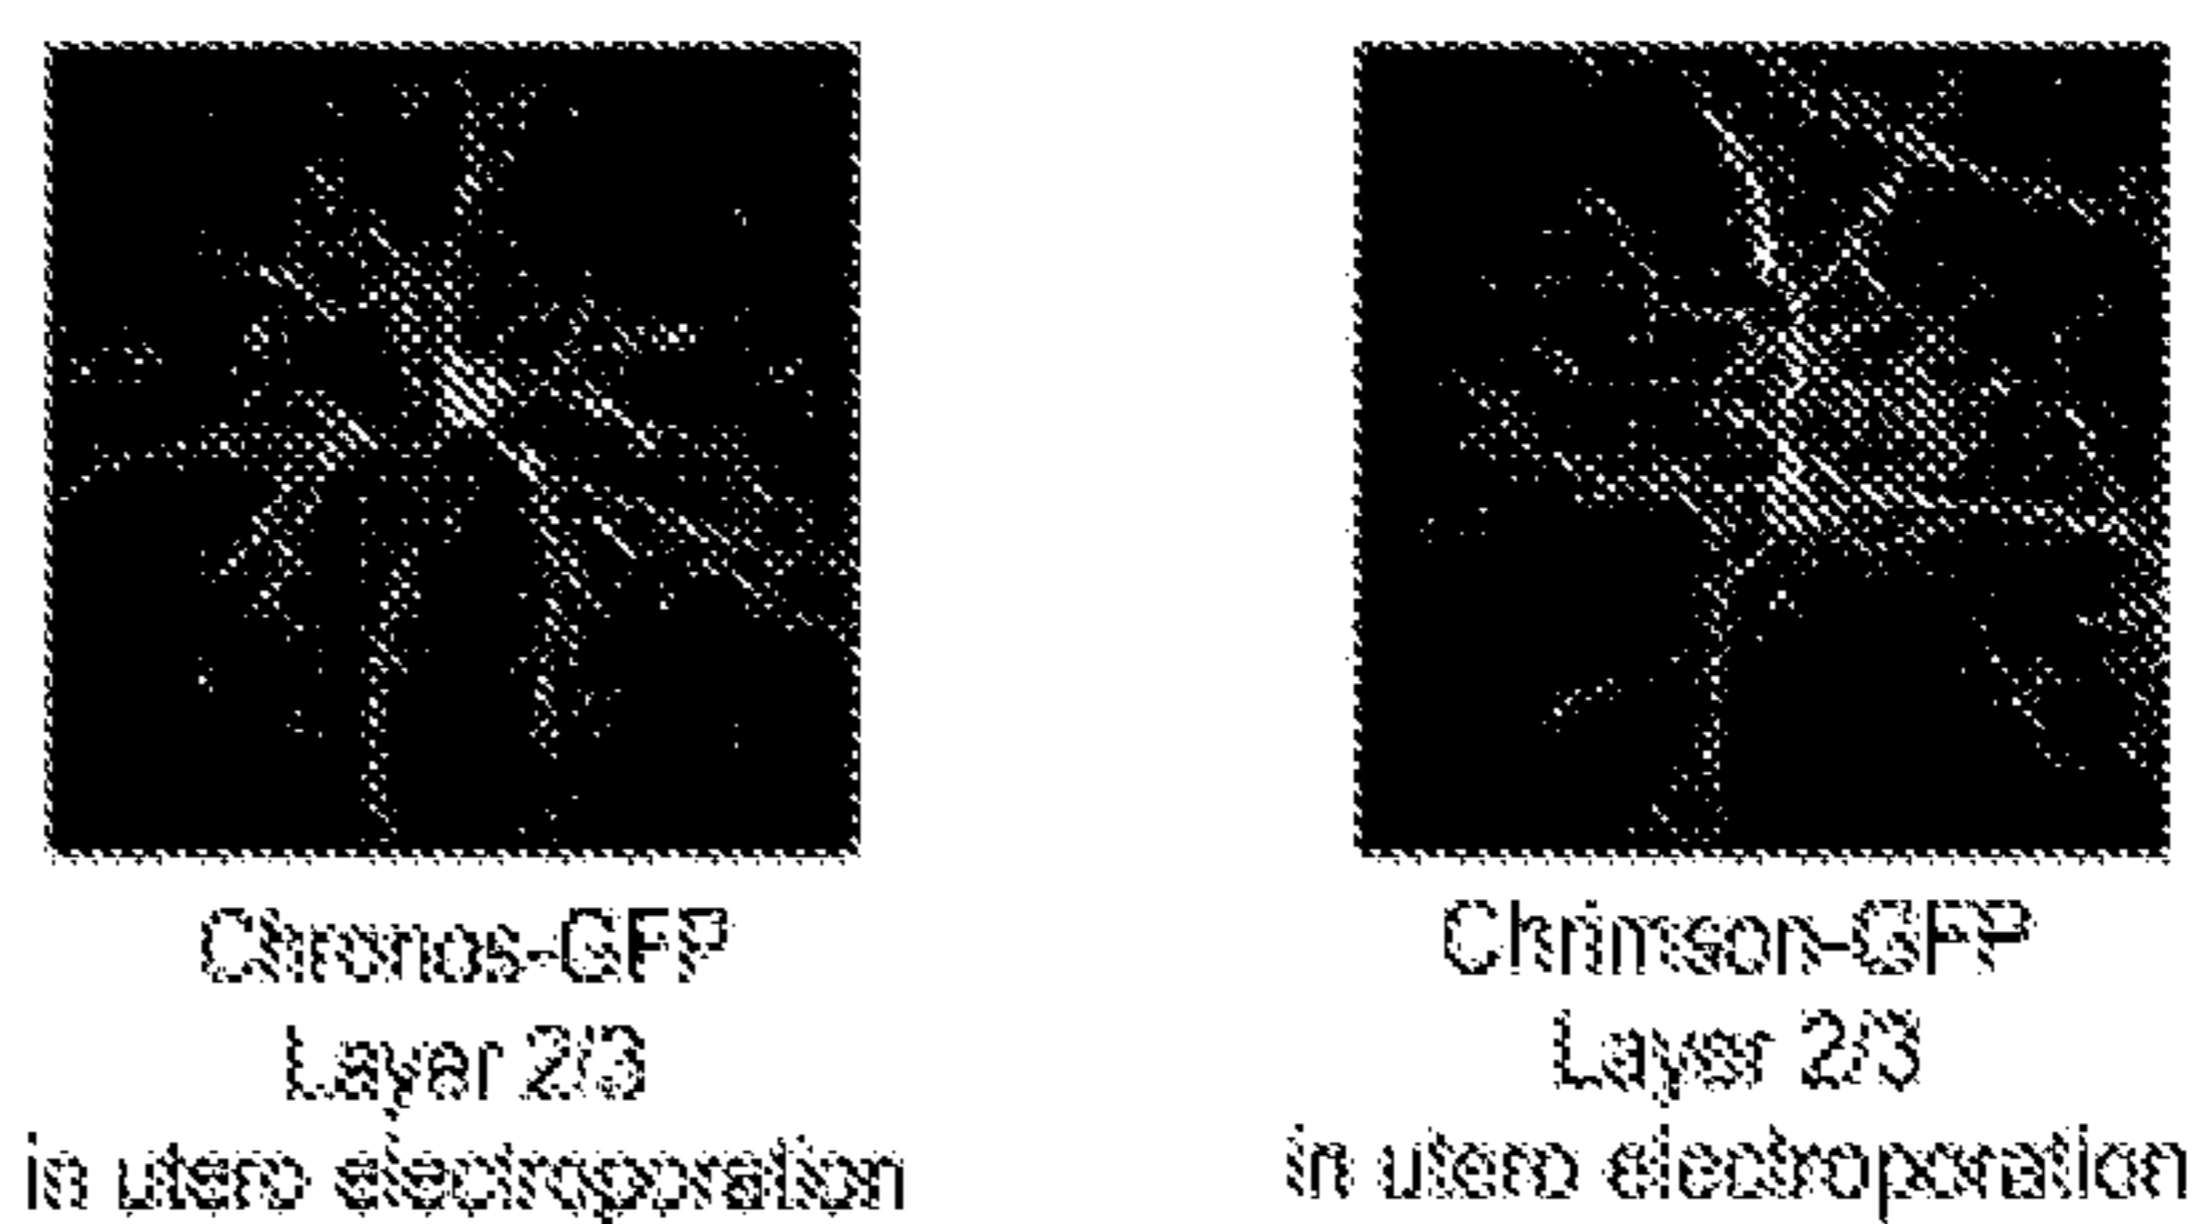 Chronos-GFP
Layer 2/3
in utero electroporation
Chrimson-GFP
Layer 2/3
in utero electroporation